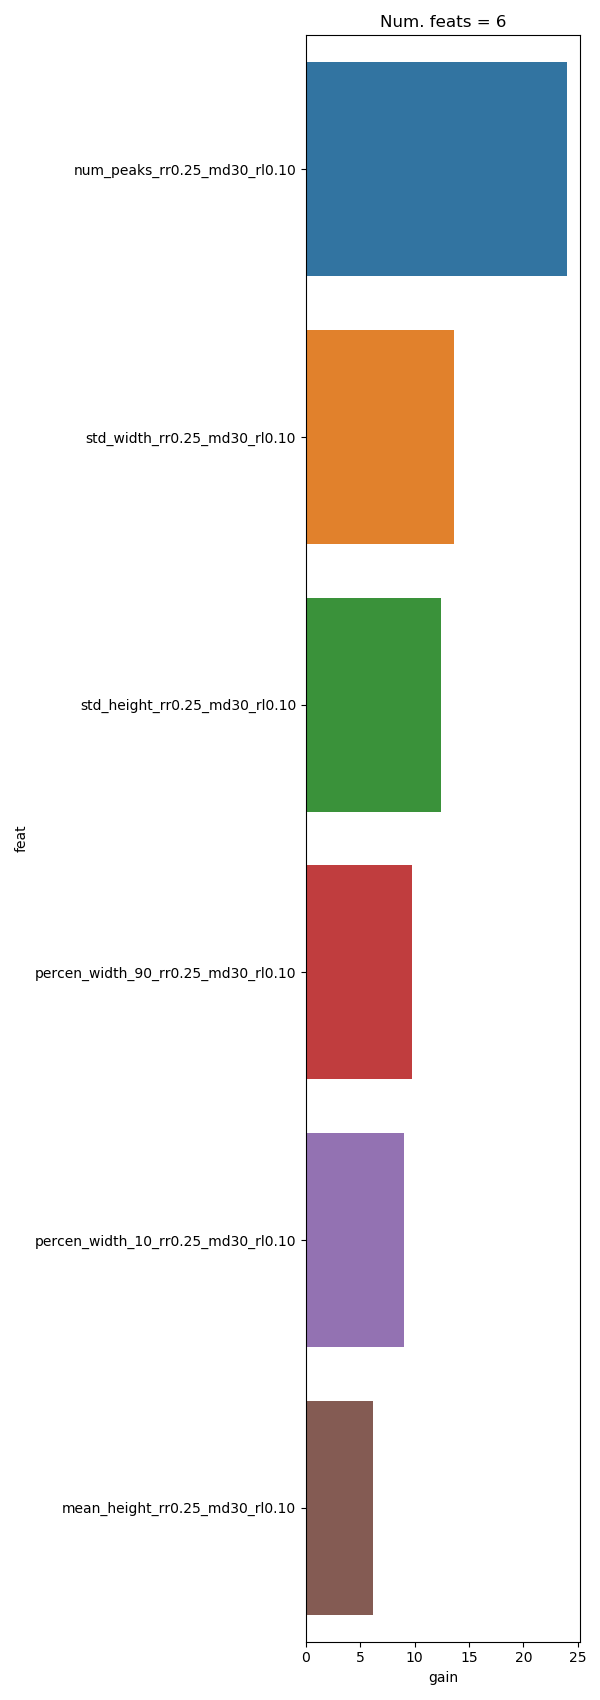 Num. feats = 6
num_peaks_rr0.25_md30_rl0.10
std_width_rr0.25_md30_rl0.10
std_height_rr0.25_md30_rl0.10
feat
percen_width_90_rr0.25_md30_rl0.10
percen_width_10_rr0.25_md30_rl0.10
mean_height_rr0.25_md30_rl0.10
0 5 10 15 20 25
gain